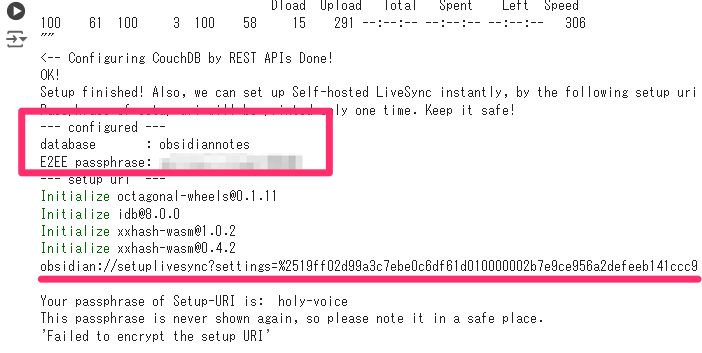 Dload  Upload   Total   Spent    Left  Speed
100    61  100     3  100    58     15    291 --:--:-- --:--:-- --:--:--   306
""
<-- Configuring CouchDB by REST APIs Done!
OK!
Setup finished! Also, we can set up Self-hosted LiveSync instantly, by the following setup uri
Passphrase of setup-uri will be printed only one time. Keep it safe!
--- configured ---
database       : obsidiannotes
E2EE passphrase:
--- setup uri  ---
Initialize octagonal-wheels@0.1.11
Initialize idb@8.0.0
Initialize xxhash-wasm@1.0.2
Initialize xxhash-wasm@0.4.2
obsidian://setuplivesync?settings=%2519ff02d99a3c7ebe0c6df61d010000002b7e9ce956a2defeeb141ccc9
Your passphrase of Setup-URI is:  holy-voice
This passphrase is never shown again, so please note it in a safe place.
'Failed to encrypt the setup URI'